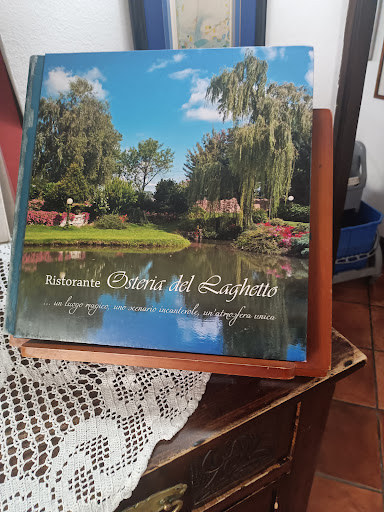 Ristorante Osteria del Laghetto
... un luogo magico, uno scenario incantevole, un'atmosfera unica